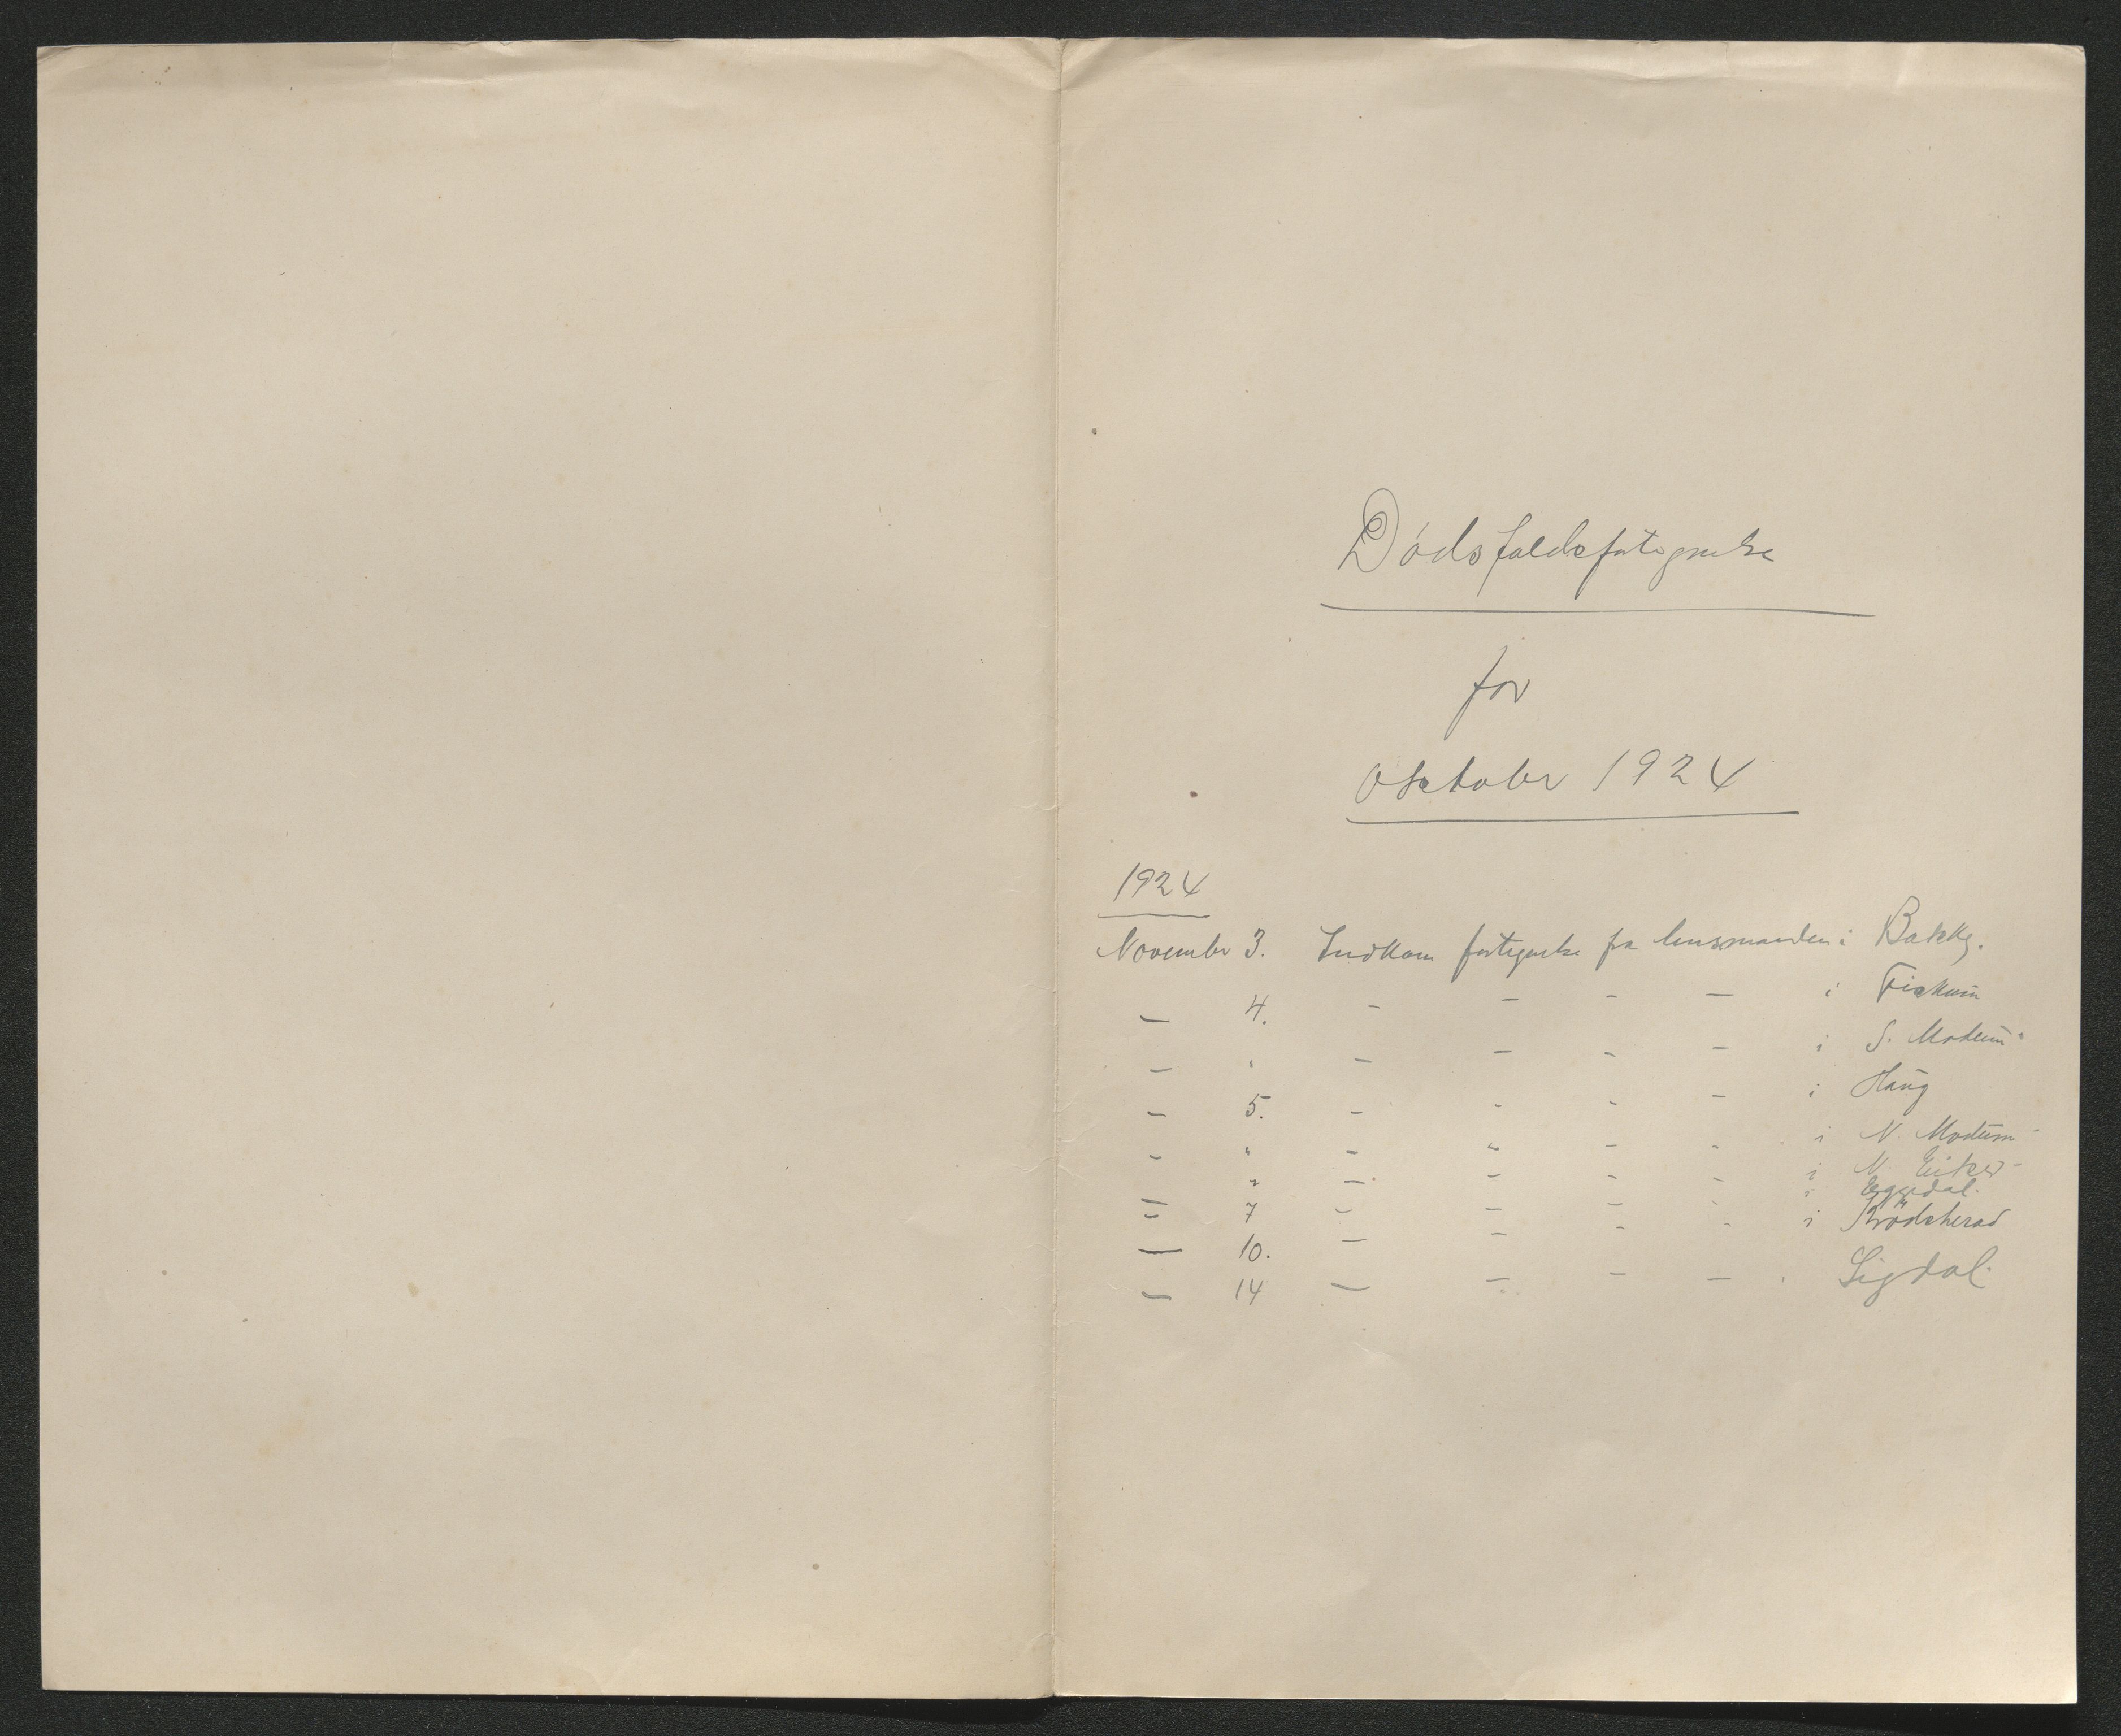 Dødsfaldsfortegnelse
for
Oktober 1924
1924
November 3. Indkom fortegnelse fra lensmanden i Bakke.
— 4. - - - — i Fiskum
— " — — - — i S. Modum
— 5. - - - — i Haug
- " - - - - i N. Modum
" — - - - i N. Eiker
— 7 - — - - i Eggedal.
— 10. — - - - i Krødsherad
— 14 — — - — Sigdal.